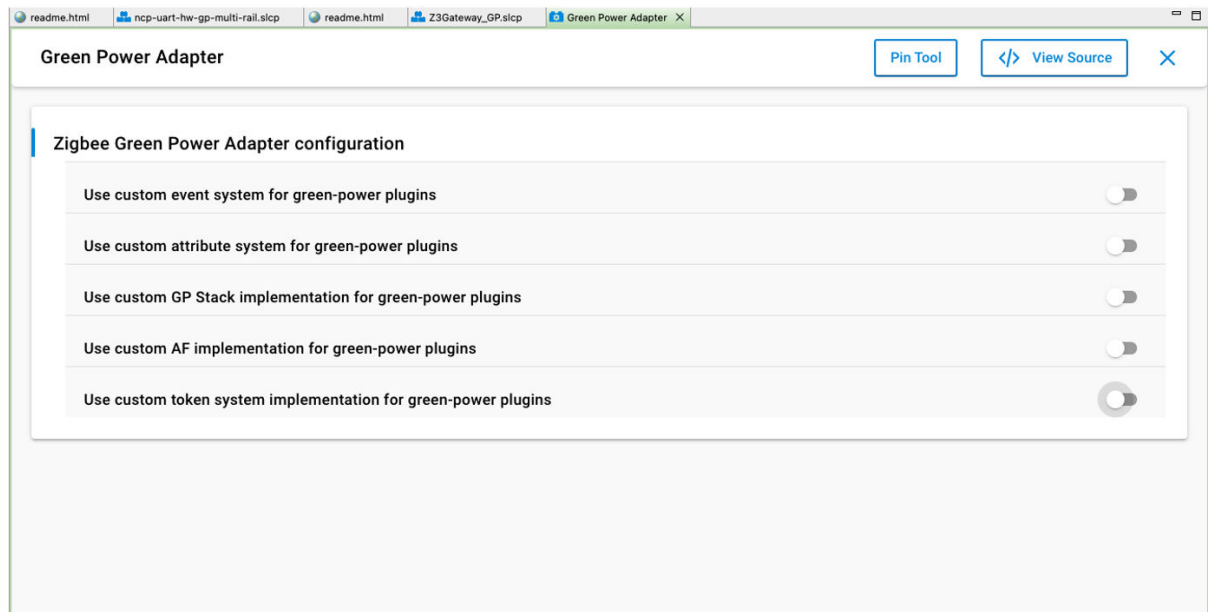 readme.html ncp-uart-hw-gp-multi-rail.slcp readme.html Z3Gateway_GP.slcp Green Power Adapter
Green Power Adapter Pin Tool </> View Source
Zigbee Green Power Adapter configuration
Use custom event system for green-power plugins
Use custom attribute system for green-power plugins
Use custom GP Stack implementation for green-power plugins
Use custom AF implementation for green-power plugins
Use custom token system implementation for green-power plugins